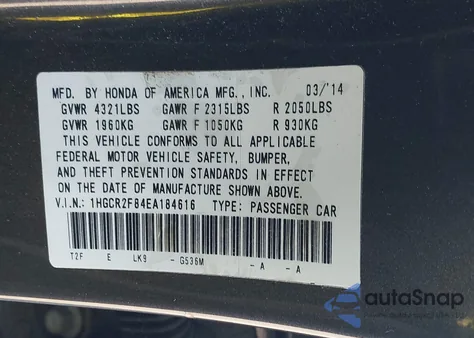 MFD. BY HONDA OF AMERICA MFG., INC. 03/'14
GVWR 4321LBS GAWR F 2315LBS R 2050LBS
GVWR 1960KG GAWR F 1050KG R 930KG
THIS VEHICLE CONFORMS TO ALL APPLICABLE
FEDERAL MOTOR VEHICLE SAFETY, BUMPER,
AND THEFT PREVENTION STANDARDS IN EFFECT
ON THE DATE OF MANUFACTURE SHOWN ABOVE.
V.I.N.: 1HGCR2F84EA184616 TYPE: PASSENGER CAR
T2F E LK9 - G536M - A - A
autoSnap